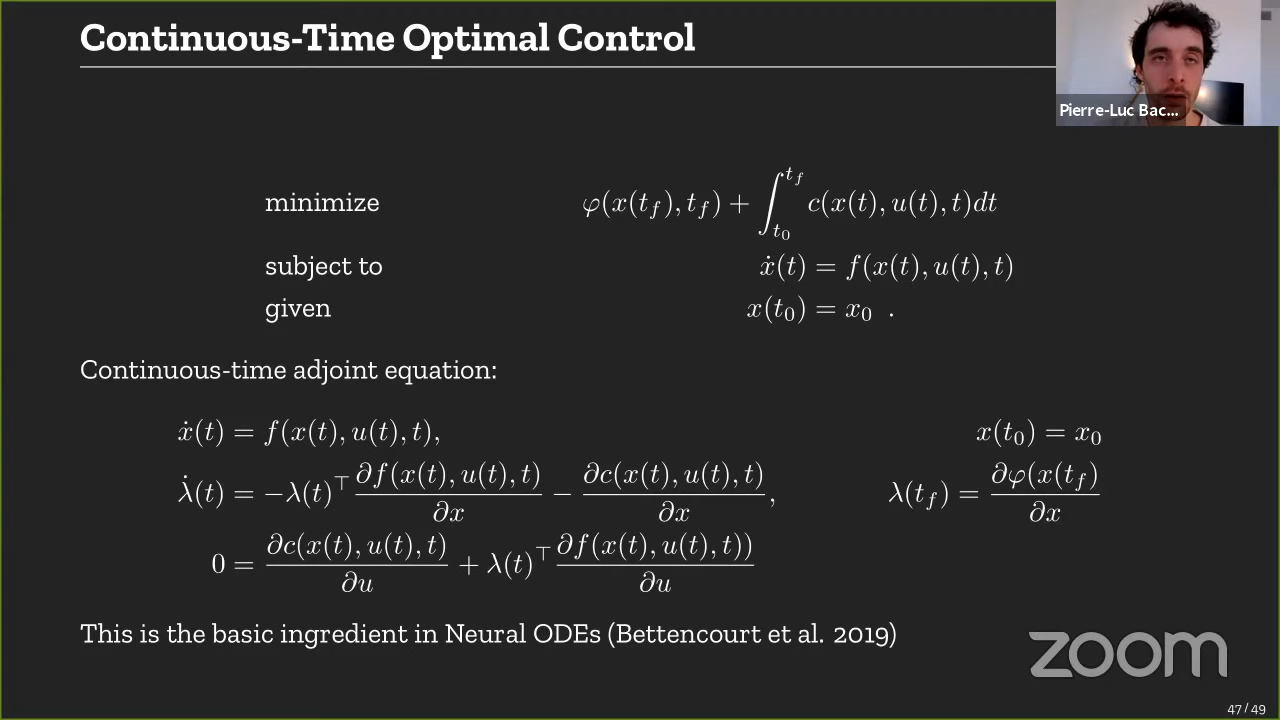 Continuous-Time Optimal Control
Pierre-Luc Bac...
minimize φ(x(t_f), t_f) + ∫_{t_0}^{t_f} c(x(t), u(t), t)dt
subject to ẋ(t) = f(x(t), u(t), t)
given x(t_0) = x_0 .
Continuous-time adjoint equation:
ẋ(t) = f(x(t), u(t), t), x(t_0) = x_0
λ̇(t) = −λ(t)^⊤ ∂f(x(t), u(t), t)/∂x − ∂c(x(t), u(t), t)/∂x, λ(t_f) = ∂φ(x(t_f)/∂x
0 = ∂c(x(t), u(t), t)/∂u + λ(t)^⊤ ∂f(x(t), u(t), t))/∂u
This is the basic ingredient in Neural ODEs (Bettencourt et al. 2019)
zoom
47 / 49